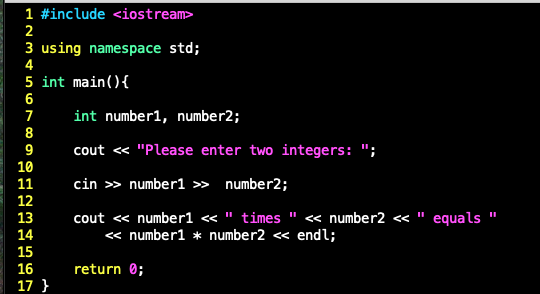 1 #include <iostream>
2
3 using namespace std;
4
5 int main(){
6
7     int number1, number2;
8
9     cout << "Please enter two integers: ";
10
11     cin >> number1 >>  number2;
12
13     cout << number1 << " times " << number2 << " equals "
14         << number1 * number2 << endl;
15
16     return 0;
17 }